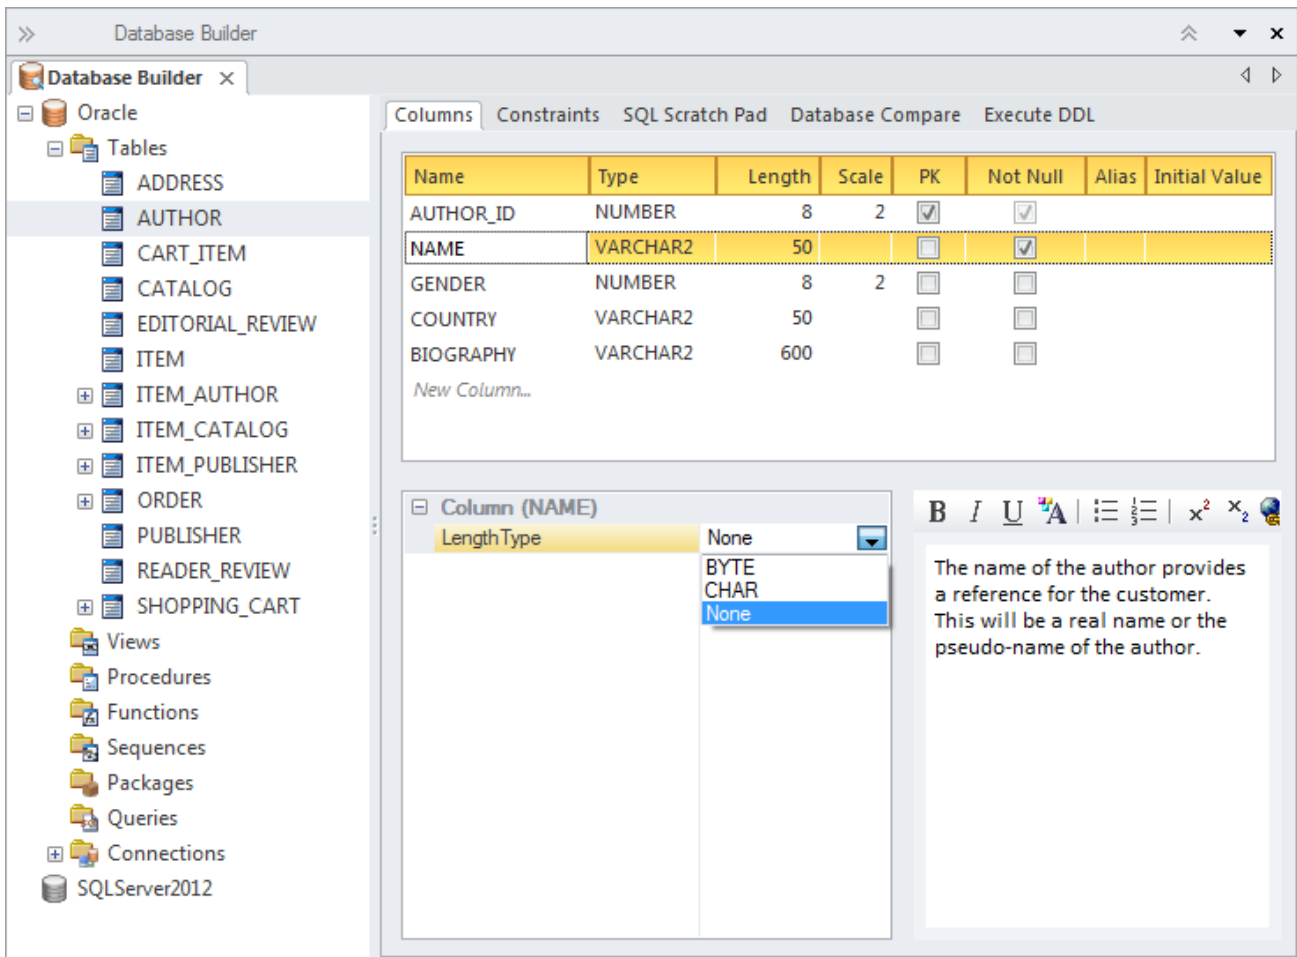 Database Builder
Database Builder
Oracle
Tables
ADDRESS
AUTHOR
CART_ITEM
CATALOG
EDITORIAL_REVIEW
ITEM
ITEM_AUTHOR
ITEM_CATALOG
ITEM_PUBLISHER
ORDER
PUBLISHER
READER_REVIEW
SHOPPING_CART
Views
Procedures
Functions
Sequences
Packages
Queries
Connections
SQLServer2012
Columns Constraints SQL Scratch Pad Database Compare Execute DDL
Name Type Length Scale PK Not Null Alias Initial Value
AUTHOR_ID NUMBER 8 2
NAME VARCHAR2 50
GENDER NUMBER 8 2
COUNTRY VARCHAR2 50
BIOGRAPHY VARCHAR2 600
New Column...
Column (NAME)
LengthType None
BYTE
CHAR
None
B I U A x² x₂
The name of the author provides
a reference for the customer.
This will be a real name or the
pseudo-name of the author.